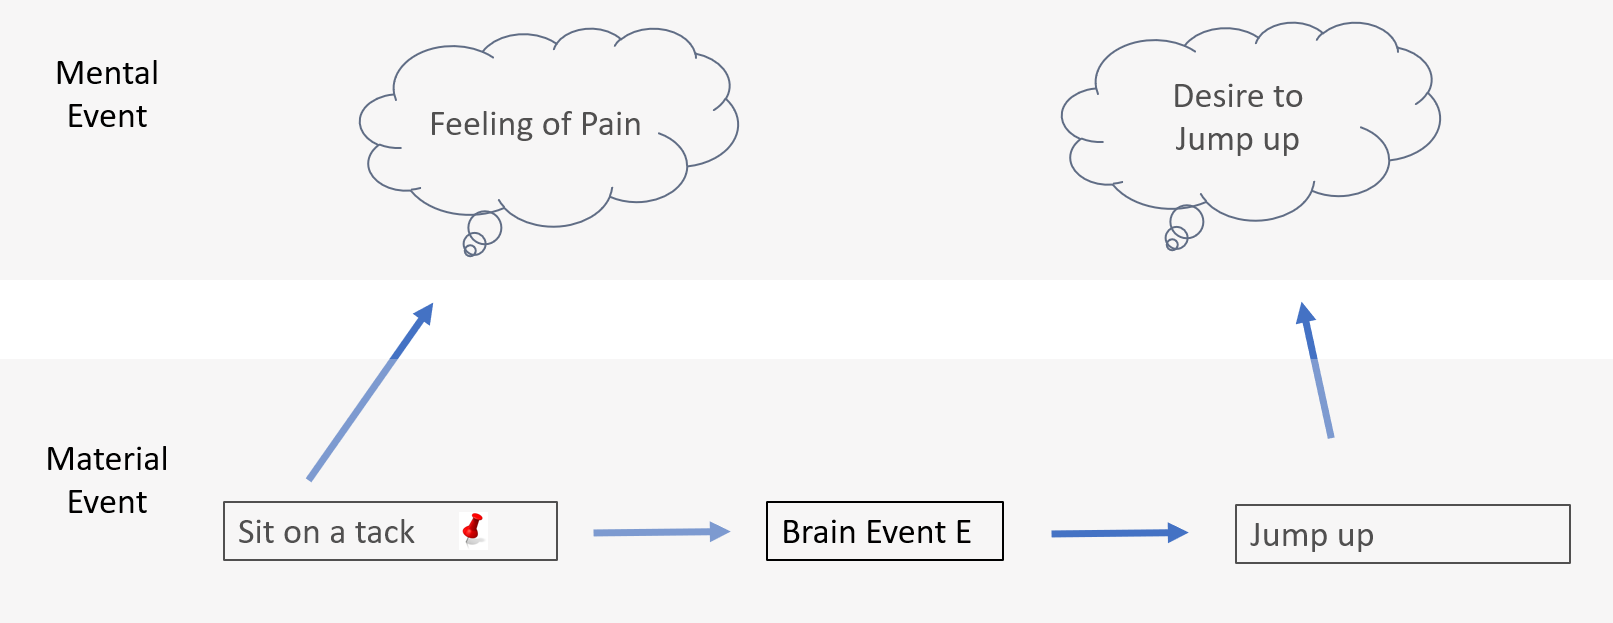 Mental
Event
Feeling of Pain
Desire to
Jump up
Material
Event
Sit on a tack
Brain Event E
Jump up